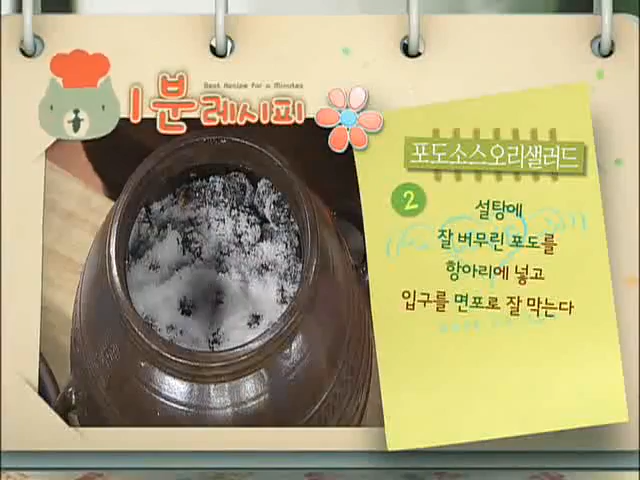 Best Recipe for a Minutes
1분 레시피
포도소스오리샐러드
2
설탕에
잘 버무린 포도를
항아리에 넣고
입구를 면포로 잘 막는다